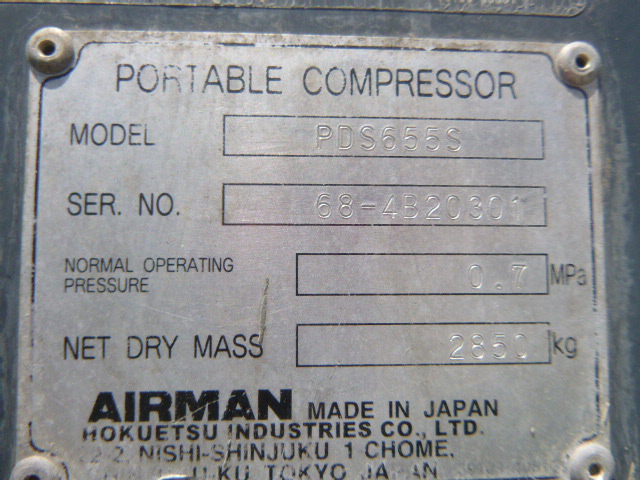 PORTABLE COMPRESSOR
MODEL PDS655S
SER. NO. 68-4B20301
NORMAL OPERATING PRESSURE 0.7 MPa
NET DRY MASS 2850 kg
AIRMAN MADE IN JAPAN
HOKUETSU INDUSTRIES CO., LTD.
NISHI-SHINJUKU 1 CHOME.
TOKYO JAPAN